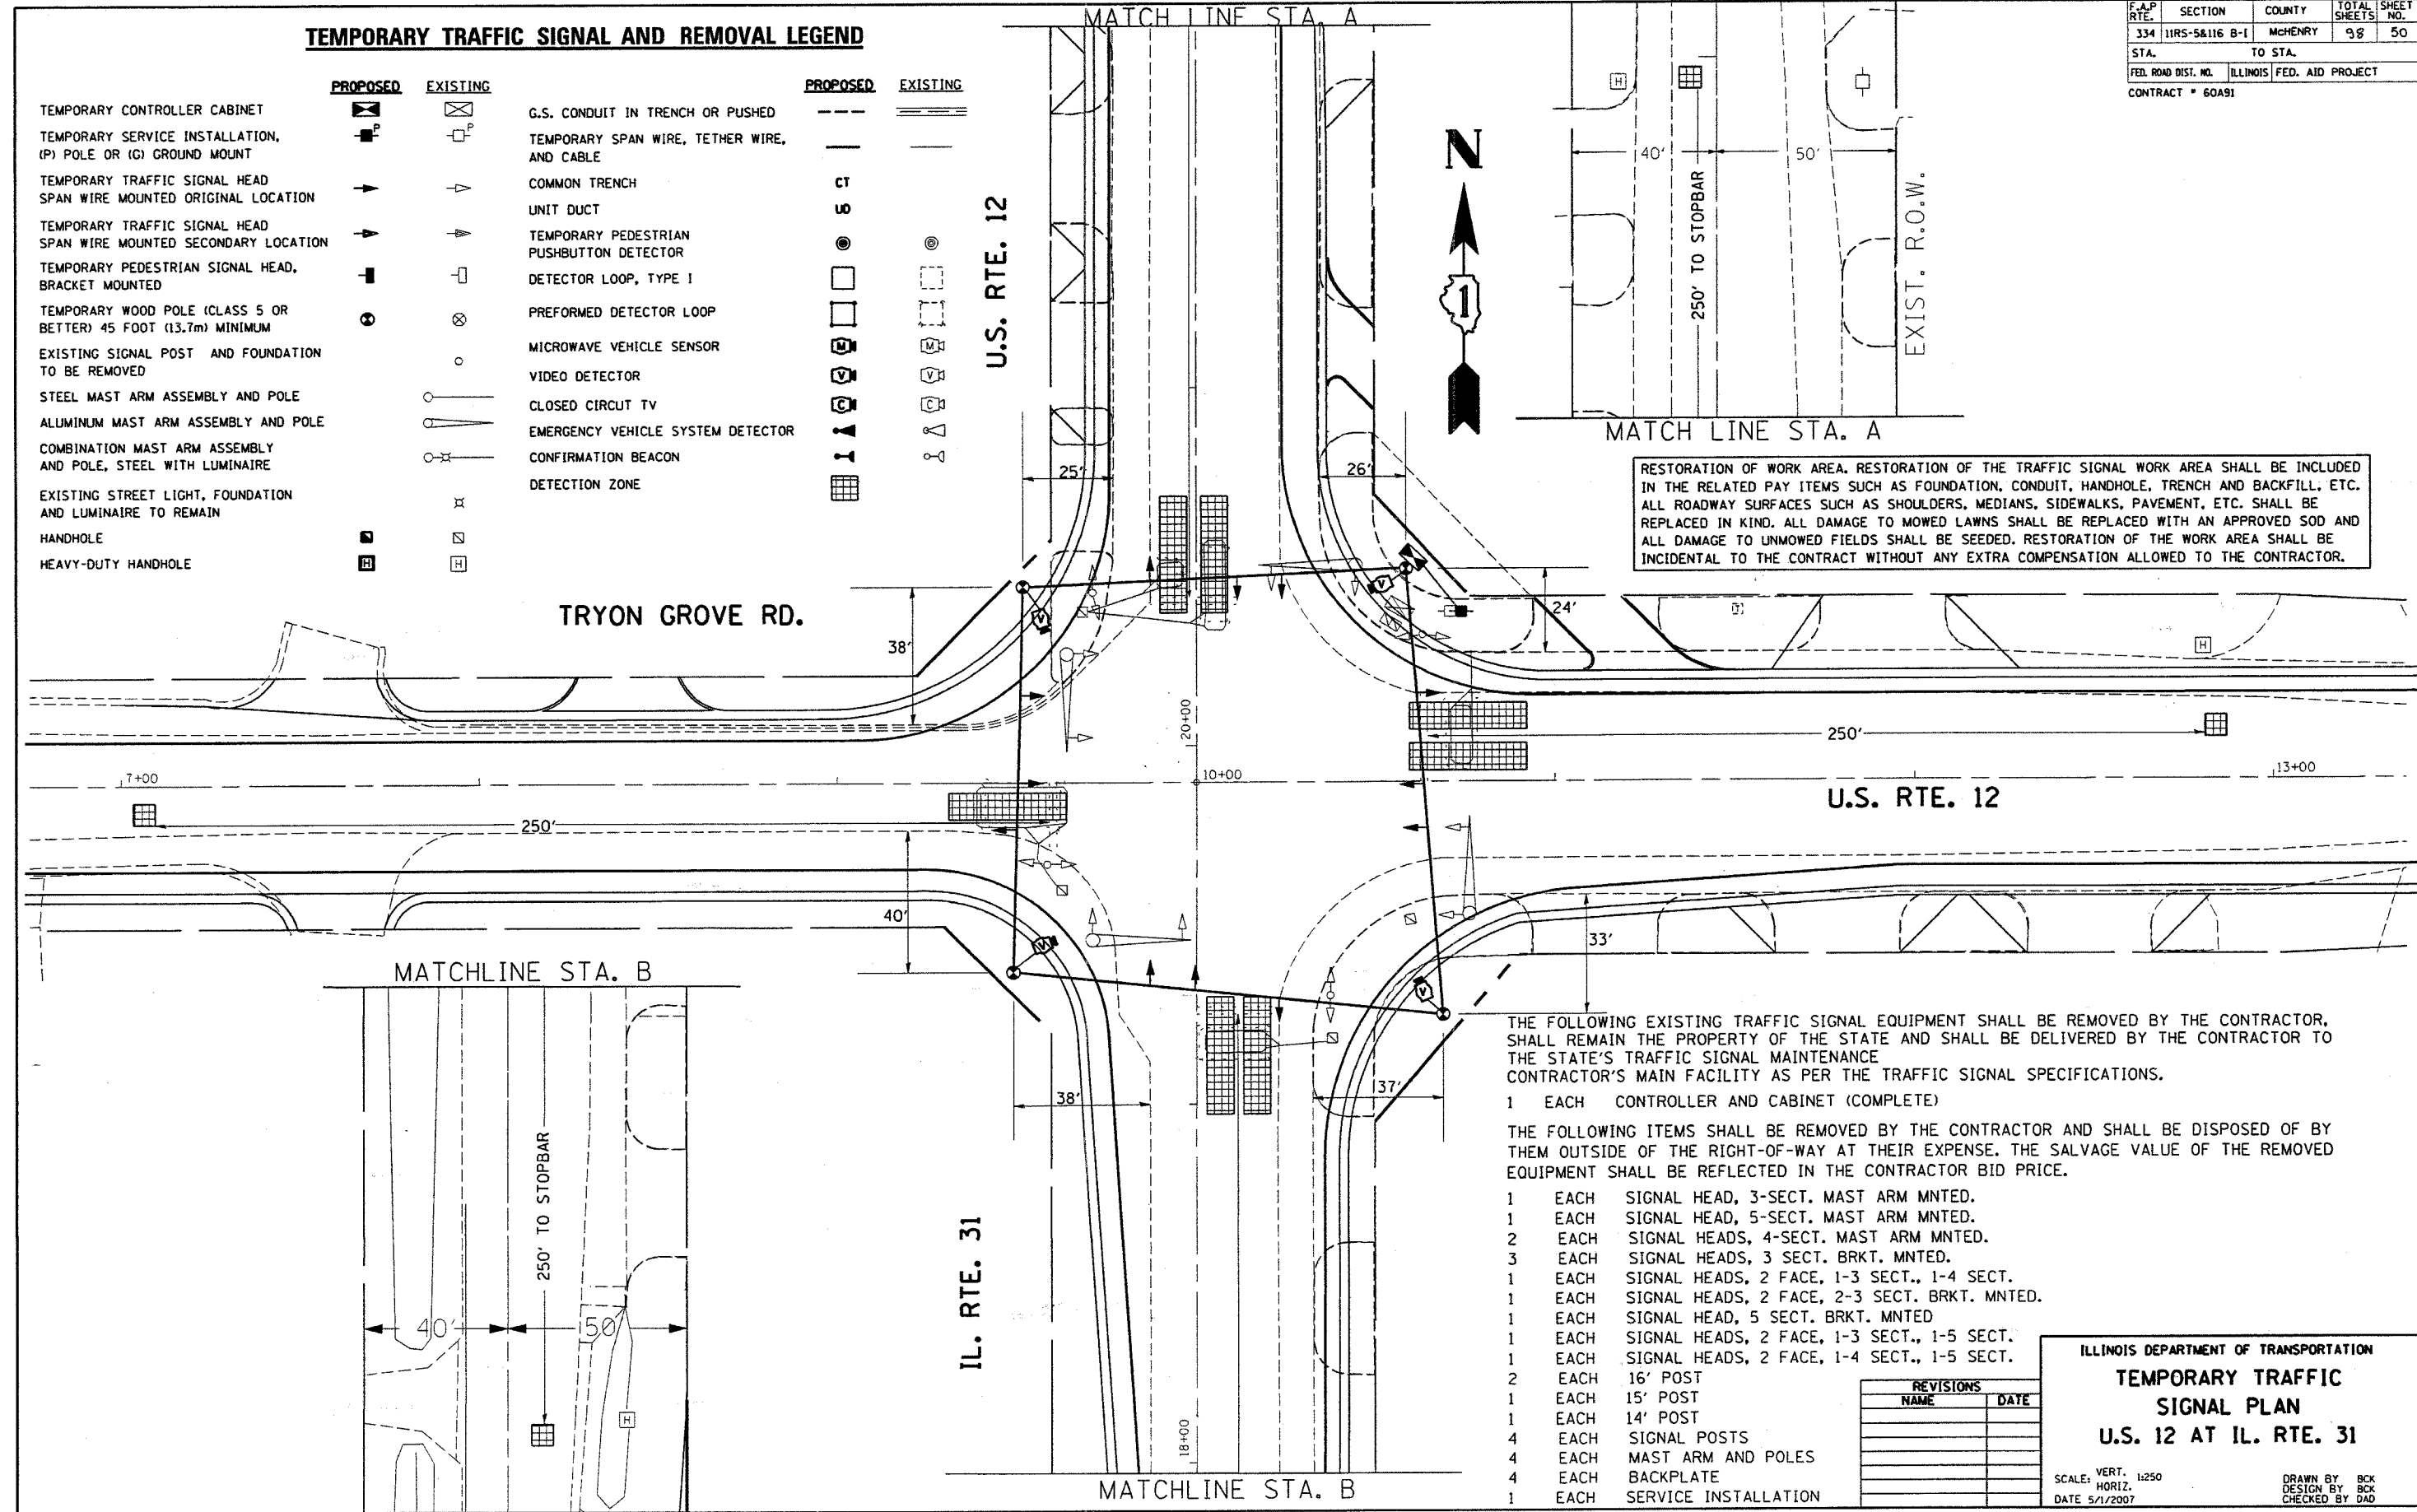 MATCH LINE STA. A
F.A.P RTE. SECTION COUNTY TOTAL SHEETS SHEET NO.
334 11RS-5&116 B-I McHENRY 98 50
STA. TO STA.
FED. ROAD DIST. NO. ILLINOIS FED. AID PROJECT
CONTRACT # 60A91
TEMPORARY TRAFFIC SIGNAL AND REMOVAL LEGEND
PROPOSED EXISTING
TEMPORARY CONTROLLER CABINET
TEMPORARY SERVICE INSTALLATION,
(P) POLE OR (G) GROUND MOUNT
P P
TEMPORARY TRAFFIC SIGNAL HEAD
SPAN WIRE MOUNTED ORIGINAL LOCATION
TEMPORARY TRAFFIC SIGNAL HEAD
SPAN WIRE MOUNTED SECONDARY LOCATION
TEMPORARY PEDESTRIAN SIGNAL HEAD,
BRACKET MOUNTED
TEMPORARY WOOD POLE (CLASS 5 OR
BETTER) 45 FOOT (13.7m) MINIMUM
EXISTING SIGNAL POST AND FOUNDATION
TO BE REMOVED
STEEL MAST ARM ASSEMBLY AND POLE
ALUMINUM MAST ARM ASSEMBLY AND POLE
COMBINATION MAST ARM ASSEMBLY
AND POLE, STEEL WITH LUMINAIRE
EXISTING STREET LIGHT, FOUNDATION
AND LUMINAIRE TO REMAIN
HANDHOLE
HEAVY-DUTY HANDHOLE
H H
PROPOSED EXISTING
G.S. CONDUIT IN TRENCH OR PUSHED
TEMPORARY SPAN WIRE, TETHER WIRE,
AND CABLE
COMMON TRENCH CT
UNIT DUCT UD
TEMPORARY PEDESTRIAN
PUSHBUTTON DETECTOR
DETECTOR LOOP, TYPE I
PREFORMED DETECTOR LOOP
MICROWAVE VEHICLE SENSOR M M
VIDEO DETECTOR V V
CLOSED CIRCUT TV C C
EMERGENCY VEHICLE SYSTEM DETECTOR
CONFIRMATION BEACON
DETECTION ZONE
U.S. RTE. 12
N
1
H
40' 50'
250' TO STOPBAR
EXIST. R.O.W.
MATCH LINE STA. A
RESTORATION OF WORK AREA. RESTORATION OF THE TRAFFIC SIGNAL WORK AREA SHALL BE INCLUDED
IN THE RELATED PAY ITEMS SUCH AS FOUNDATION, CONDUIT, HANDHOLE, TRENCH AND BACKFILL, ETC.
ALL ROADWAY SURFACES SUCH AS SHOULDERS, MEDIANS, SIDEWALKS, PAVEMENT, ETC. SHALL BE
REPLACED IN KIND. ALL DAMAGE TO MOWED LAWNS SHALL BE REPLACED WITH AN APPROVED SOD AND
ALL DAMAGE TO UNMOWED FIELDS SHALL BE SEEDED. RESTORATION OF THE WORK AREA SHALL BE
INCIDENTAL TO THE CONTRACT WITHOUT ANY EXTRA COMPENSATION ALLOWED TO THE CONTRACTOR.
25' 26'
TRYON GROVE RD.
V V
24'
38'
H
20+00
250'
7+00 10+00 13+00
U.S. RTE. 12
250'
40'
33'
V V
38' 37'
MATCHLINE STA. B
250' TO STOPBAR
40' 50'
H
IL. RTE. 31
18+00
MATCHLINE STA. B
THE FOLLOWING EXISTING TRAFFIC SIGNAL EQUIPMENT SHALL BE REMOVED BY THE CONTRACTOR,
SHALL REMAIN THE PROPERTY OF THE STATE AND SHALL BE DELIVERED BY THE CONTRACTOR TO
THE STATE'S TRAFFIC SIGNAL MAINTENANCE
CONTRACTOR'S MAIN FACILITY AS PER THE TRAFFIC SIGNAL SPECIFICATIONS.
1 EACH CONTROLLER AND CABINET (COMPLETE)
THE FOLLOWING ITEMS SHALL BE REMOVED BY THE CONTRACTOR AND SHALL BE DISPOSED OF BY
THEM OUTSIDE OF THE RIGHT-OF-WAY AT THEIR EXPENSE. THE SALVAGE VALUE OF THE REMOVED
EQUIPMENT SHALL BE REFLECTED IN THE CONTRACTOR BID PRICE.
1 EACH SIGNAL HEAD, 3-SECT. MAST ARM MNTED.
1 EACH SIGNAL HEAD, 5-SECT. MAST ARM MNTED.
2 EACH SIGNAL HEADS, 4-SECT. MAST ARM MNTED.
3 EACH SIGNAL HEADS, 3 SECT. BRKT. MNTED.
1 EACH SIGNAL HEADS, 2 FACE, 1-3 SECT., 1-4 SECT.
1 EACH SIGNAL HEADS, 2 FACE, 2-3 SECT. BRKT. MNTED.
1 EACH SIGNAL HEAD, 5 SECT. BRKT. MNTED
1 EACH SIGNAL HEADS, 2 FACE, 1-3 SECT., 1-5 SECT.
1 EACH SIGNAL HEADS, 2 FACE, 1-4 SECT., 1-5 SECT.
2 EACH 16' POST
1 EACH 15' POST
1 EACH 14' POST
4 EACH SIGNAL POSTS
4 EACH MAST ARM AND POLES
4 EACH BACKPLATE
1 EACH SERVICE INSTALLATION
REVISIONS
NAME DATE
ILLINOIS DEPARTMENT OF TRANSPORTATION
TEMPORARY TRAFFIC
SIGNAL PLAN
U.S. 12 AT IL. RTE. 31
SCALE: VERT. HORIZ. 1:250
DATE 5/1/2007
DRAWN BY BCK
DESIGN BY BCK
CHECKED BY DAD